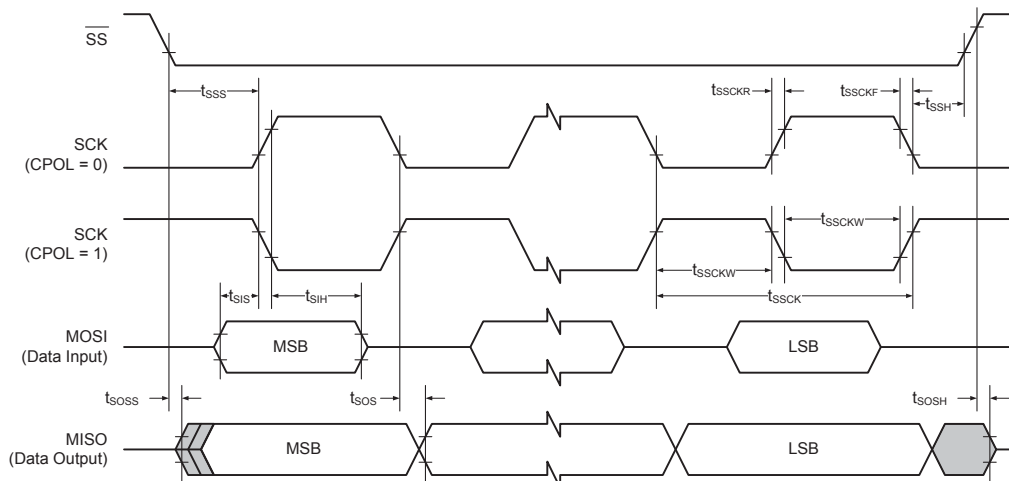 SS
tSSS
tSSCKR
tSSCKF
tSSH
SCK
(CPOL = 0)
SCK
(CPOL = 1)
tSSCKW
tSSCKW
tSSCK
tSIS
tSIH
MOSI
(Data Input)
MSB
LSB
tSOSS
tSOS
tSOSH
MISO
(Data Output)
MSB
LSB